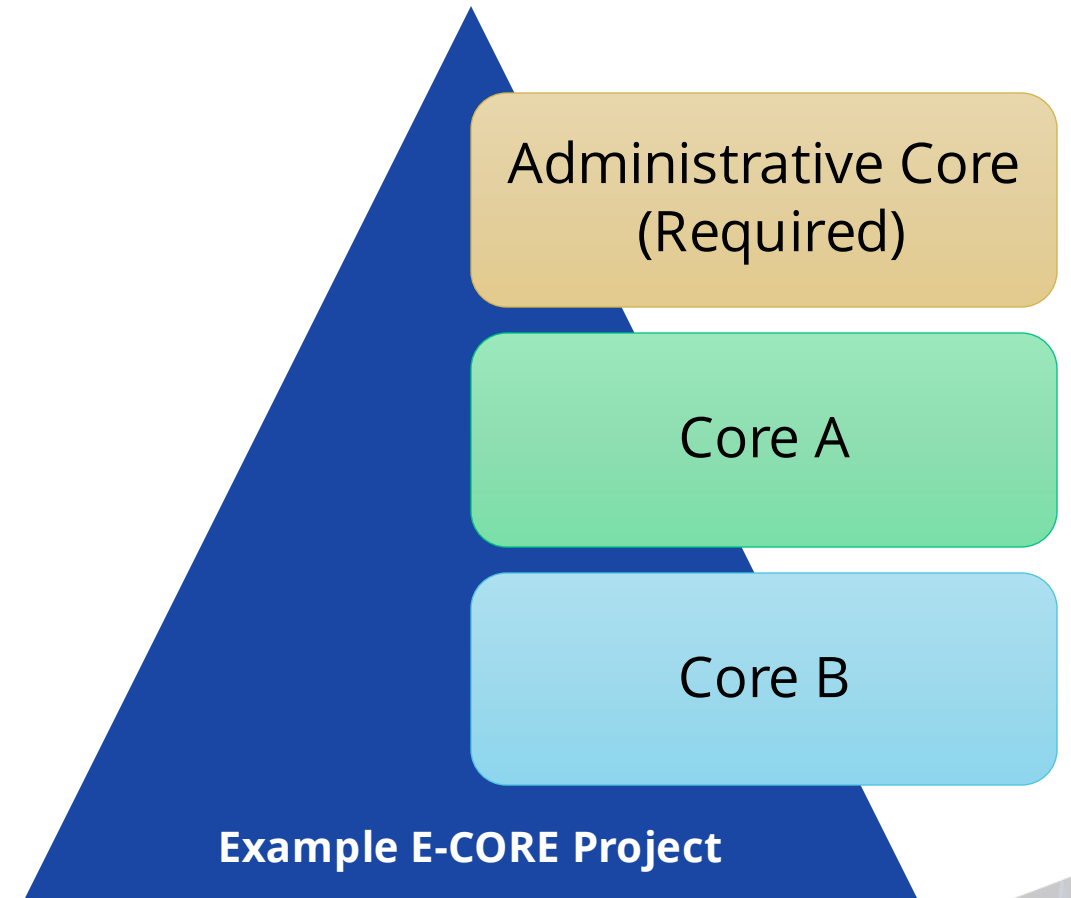 Administrative Core
(Required)
Core A
Core B
Example E-CORE Project